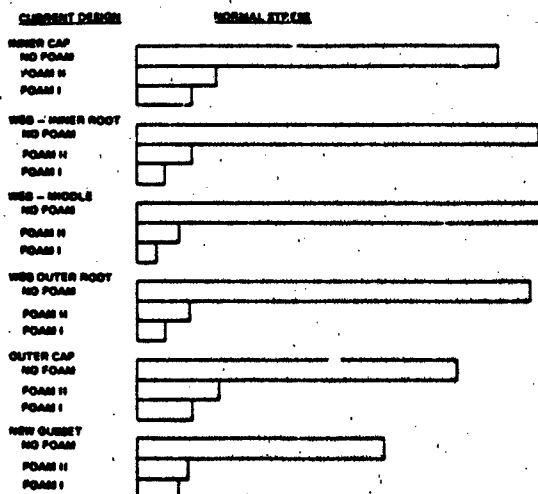 CURRENT DESIGN NORMAL STRESS
INNER CAP
NO FOAM
FOAM II
FOAM I
WEB – INNER ROOT
NO FOAM
FOAM II
FOAM I
WEB – MIDDLE
NO FOAM
FOAM II
FOAM I
WEB OUTER ROOT
NO FOAM
FOAM II
FOAM I
OUTER CAP
NO FOAM
FOAM II
FOAM I
NEW GUSSET
NO FOAM
FOAM II
FOAM I